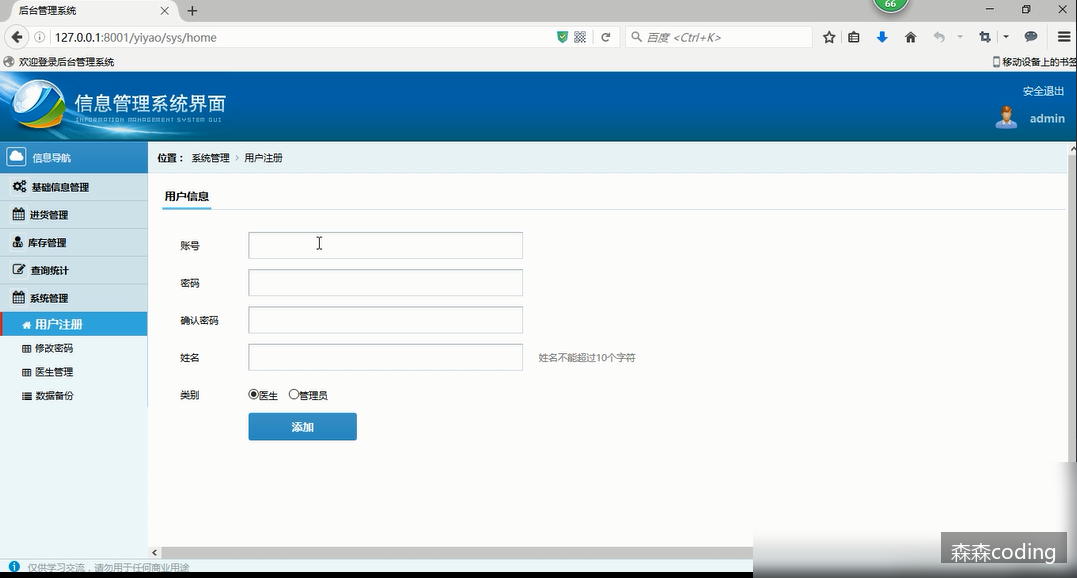 后台管理系统
66
127.0.0.1:8001/yiyao/sys/home
百度 <Ctrl+K>
欢迎登录后台管理系统
移动设备上的书签
信息管理系统界面
INFORMATION MANAGEMENT SYSTEM GUI
安全退出
admin
信息导航
位置： 系统管理 › 用户注册
基础信息管理
进货管理
库存管理
查询统计
系统管理
用户注册
修改密码
医生管理
数据备份
用户信息
账号
密码
确认密码
姓名
姓名不能超过10个字符
类别
医生 管理员
添加
仅供学习交流，请勿用于任何商业用途
森森coding